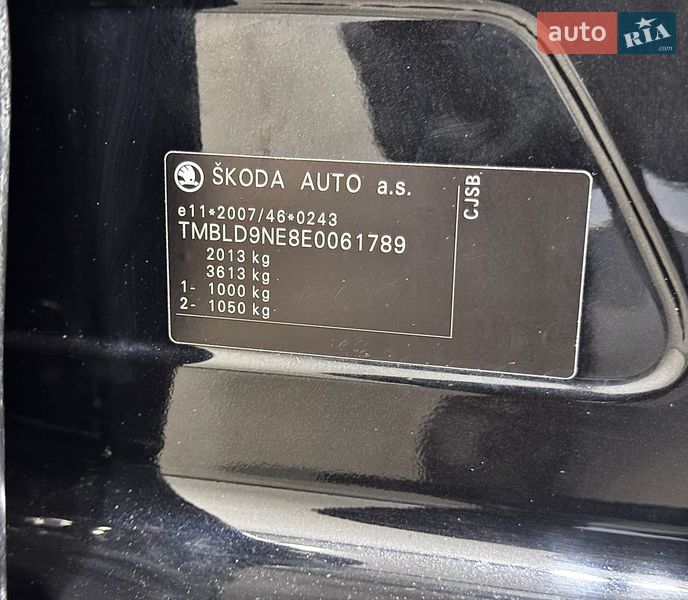 auto RIA
.com
ŠKODA AUTO a.s.
CJSB
e11*2007/46*0243
TMBLD9NE8E0061789
2013 kg
3613 kg
1- 1000 kg
2- 1050 kg